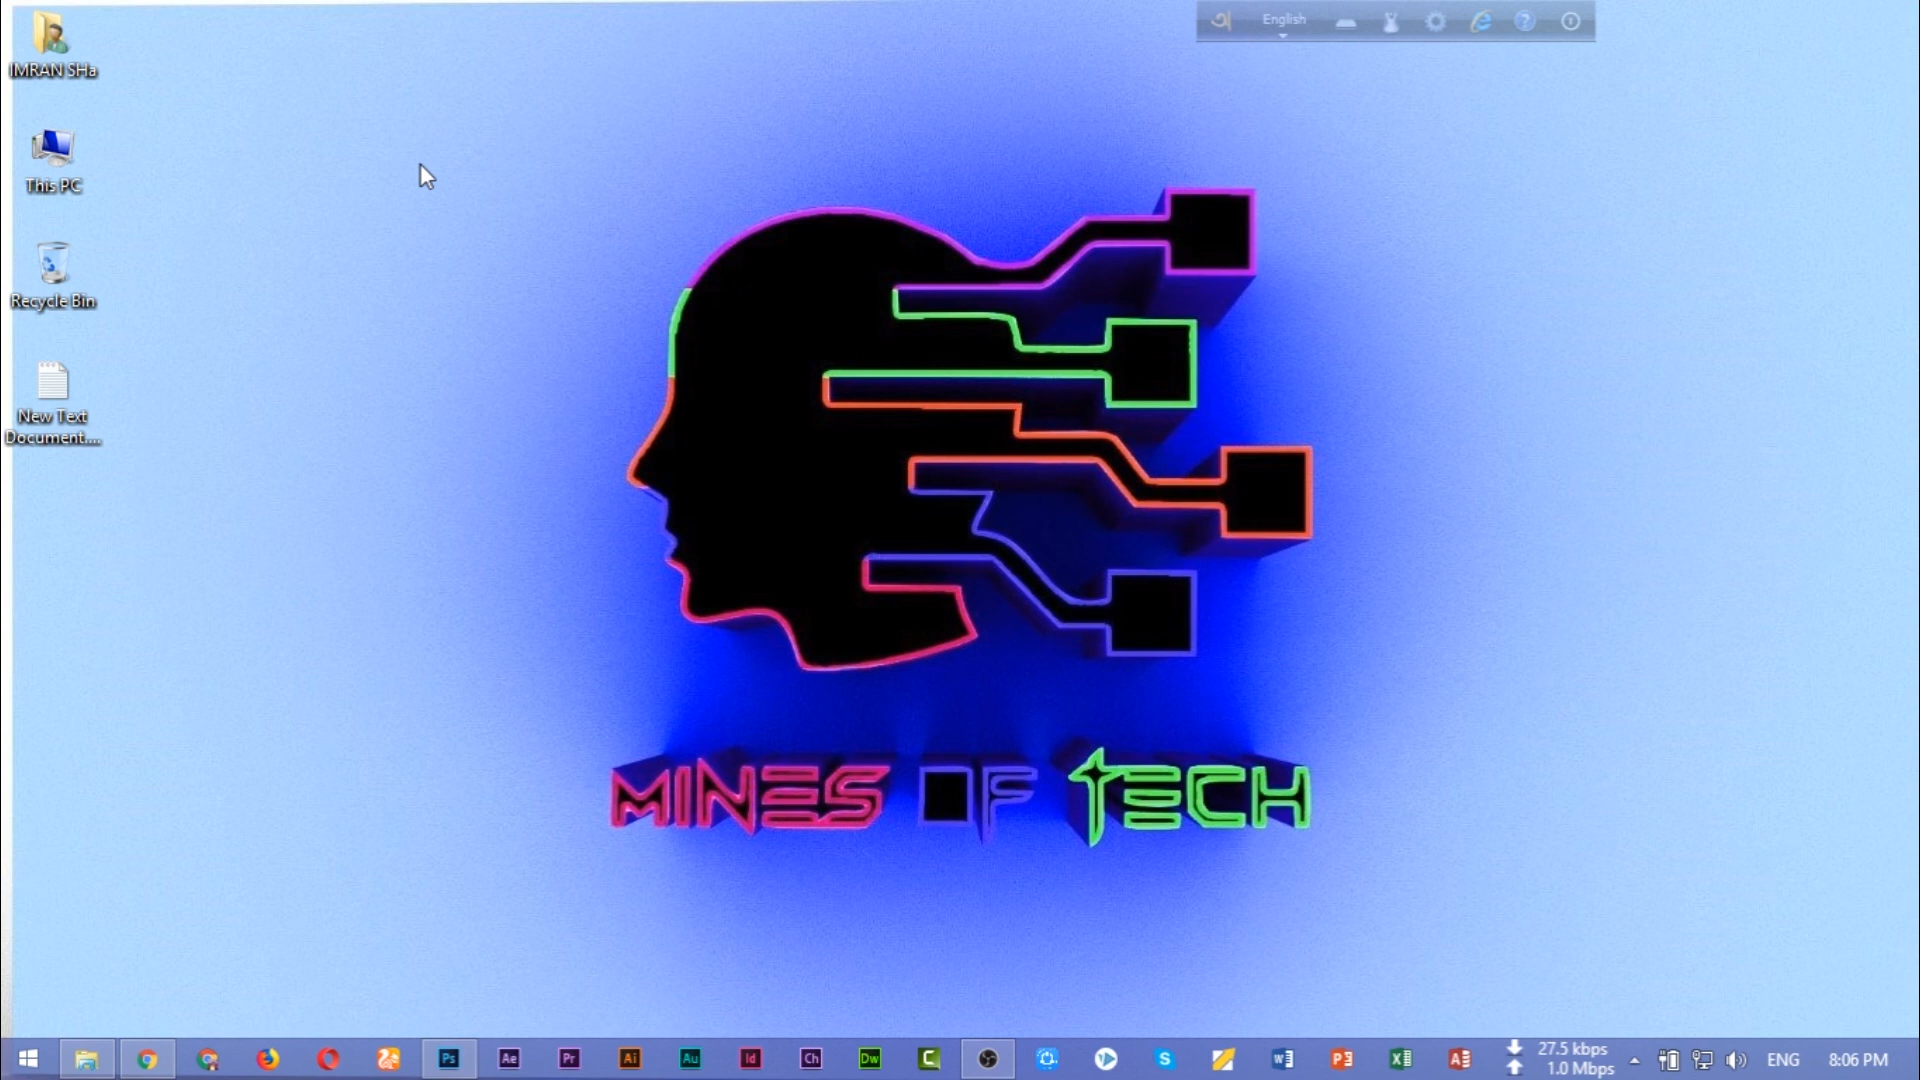 অ English
IMRAN SHa
This PC
Recycle Bin
New Text
Document....
MINES OF TECH
Ps Ae Pr Ai Au Id Ch Dw C
27.5 kbps
1.0 Mbps
ENG 8:06 PM